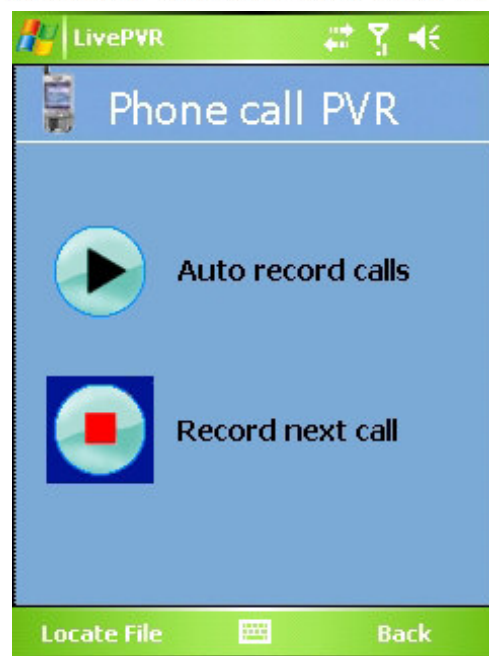 LivePVR
Phone call PVR
Auto record calls
Record next call
Locate File Back